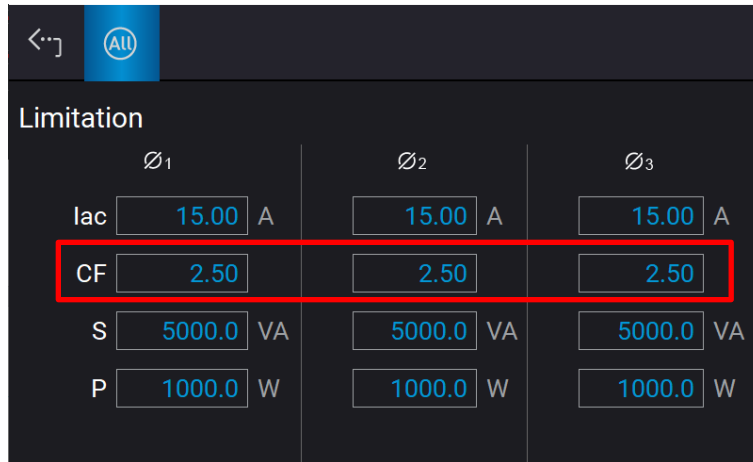 All
Limitation
Ø1 Ø2 Ø3
Iac 15.00 A 15.00 A 15.00 A
CF 2.50 2.50 2.50
S 5000.0 VA 5000.0 VA 5000.0 VA
P 1000.0 W 1000.0 W 1000.0 W